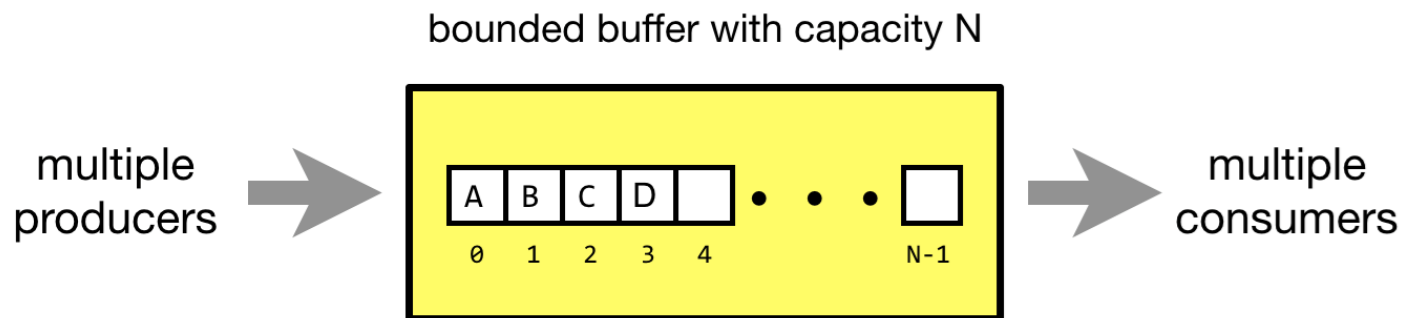 bounded buffer with capacity N
multiple
producers
A B C D
0 1 2 3 4 N-1
multiple
consumers